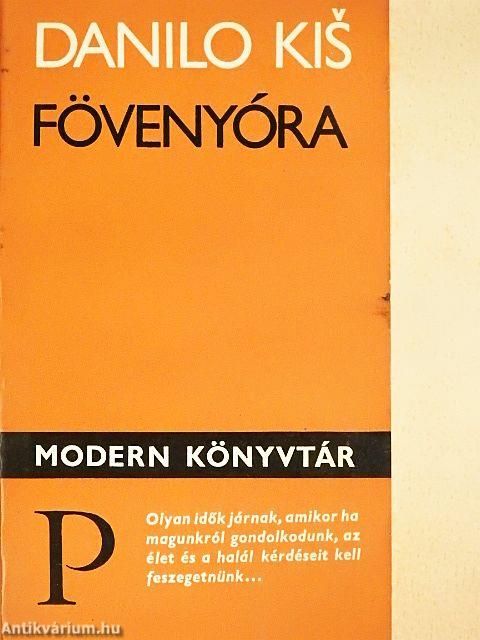 DANILO KIŠ
FÖVENYÓRA
MODERN KÖNYVTÁR
P
Olyan idők járnak, amikor ha
magunkról gondolkodunk, az
élet és a halál kérdéseit kell
feszegetnünk...
Antikvárium.hu